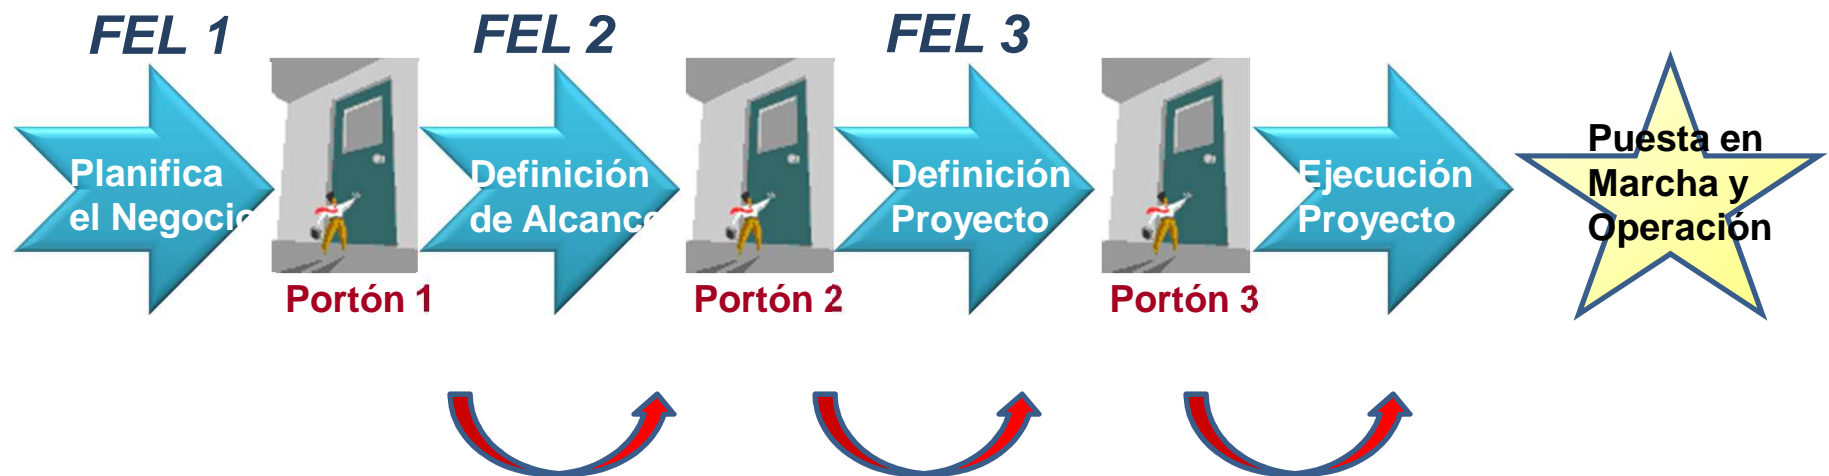 FEL 1
FEL 2
FEL 3
Planifica
el Negocio
Portón 1
Definición
de Alcance
Portón 2
Definición
Proyecto
Portón 3
Ejecución
Proyecto
Puesta en
Marcha y
Operación